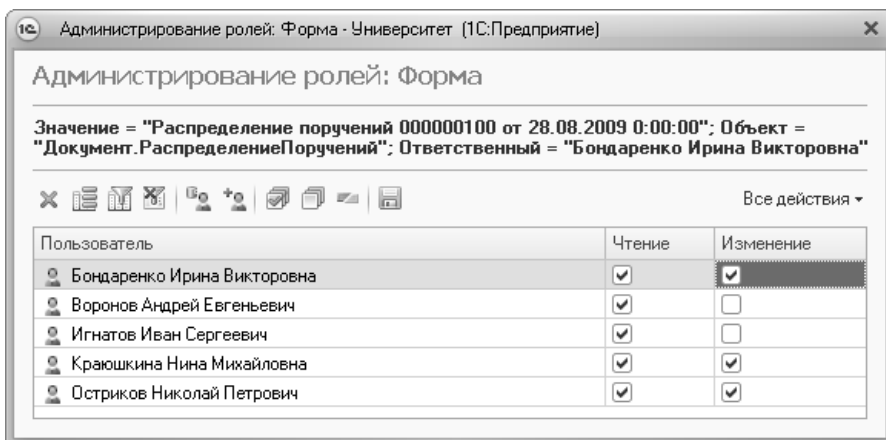 Администрирование ролей: Форма - Университет (1С:Предприятие)
Администрирование ролей: Форма
Значение = "Распределение поручений 000000100 от 28.08.2009 0:00:00"; Объект =
"Документ.РаспределениеПоручений"; Ответственный = "Бондаренко Ирина Викторовна"
Все действия
Пользователь Чтение Изменение
Бондаренко Ирина Викторовна
Воронов Андрей Евгеньевич
Игнатов Иван Сергеевич
Краюшкина Нина Михайловна
Остриков Николай Петрович